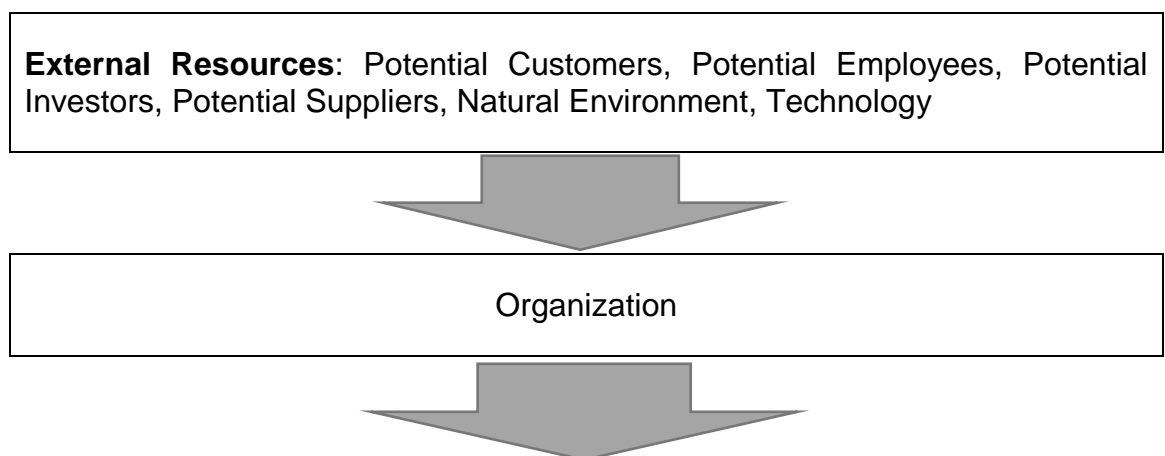 External Resources: Potential Customers, Potential Employees, Potential
Investors, Potential Suppliers, Natural Environment, Technology
Organization